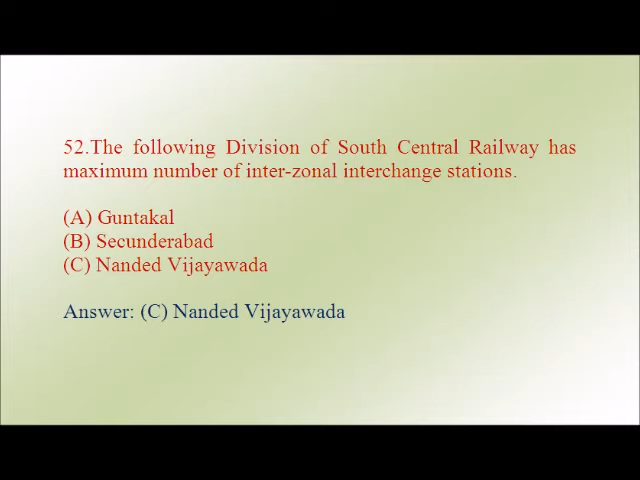 52.The following Division of South Central Railway has
maximum number of inter-zonal interchange stations.
(A) Guntakal
(B) Secunderabad
(C) Nanded Vijayawada
Answer: (C) Nanded Vijayawada